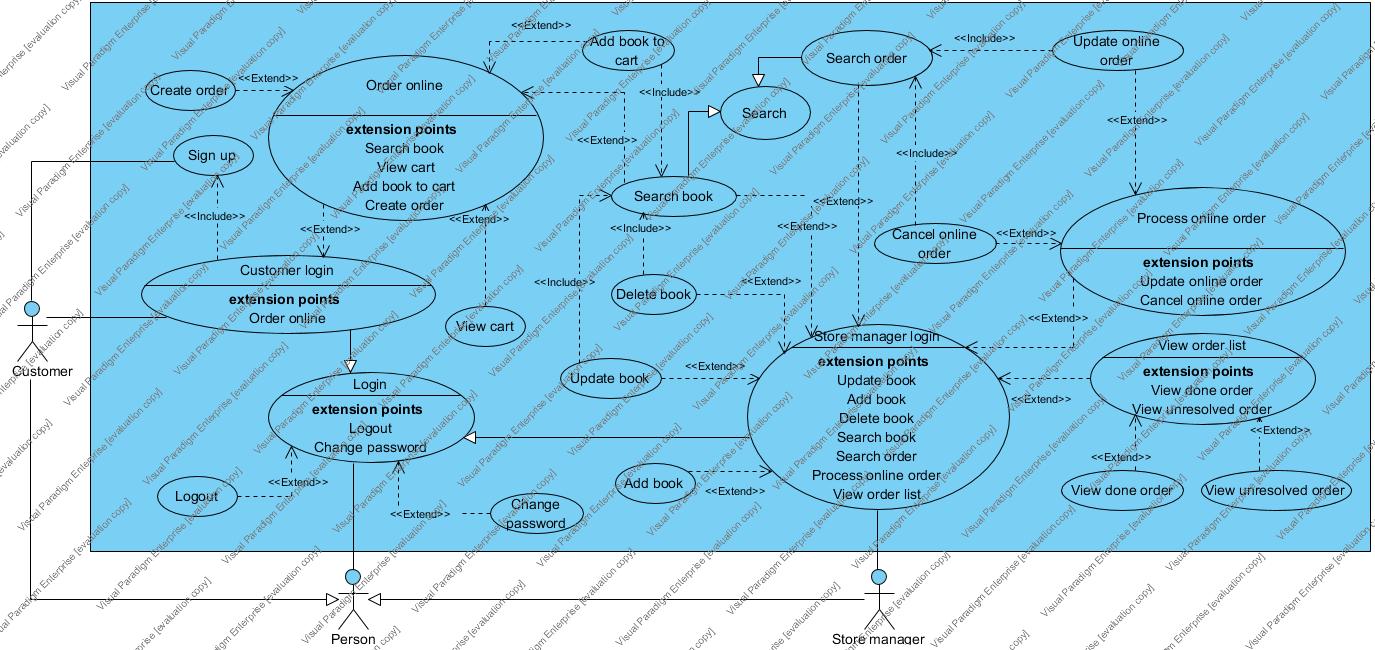 <<Extend>>
Add book to
cart
Search order
<<Include>>
Update online
order
Create order
<<Extend>>
Order online
extension points
Search book
View cart
Add book to cart
Create order
<<Include>>
<<Extend>>
Search
<<Extend>>
Sign up
<<Include>>
<<Include>>
<<Extend>>
<<Extend>>
Search book
<<Extend>>
<<Extend>>
<<Include>>
Cancel online
order
<<Extend>>
Process online order
extension points
Update online order
Cancel online order
Customer login
extension points
Order online
<<Include>>
Delete book
<<Extend>>
View cart
<<Extend>>
Customer
Login
extension points
Logout
Change password
Update book
<<Extend>>
Store manager login
extension points
Update book
Add book
Delete book
Search book
Search order
Process online order
View order list
View order list
extension points
View done order
View unresolved order
<<Extend>>
<<Extend>>
<<Extend>>
Logout
<<Extend>>
<<Extend>>
Change
password
Add book
<<Extend>>
View done order
View unresolved order
Person
Store manager
Visual Paradigm Enterprise [evaluation copy]